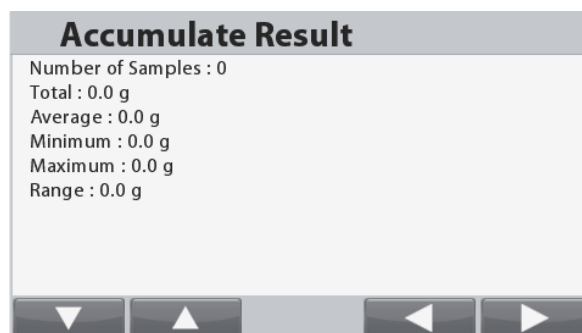 Accumulate Result
Number of Samples : 0
Total : 0.0 g
Average : 0.0 g
Minimum : 0.0 g
Maximum : 0.0 g
Range : 0.0 g